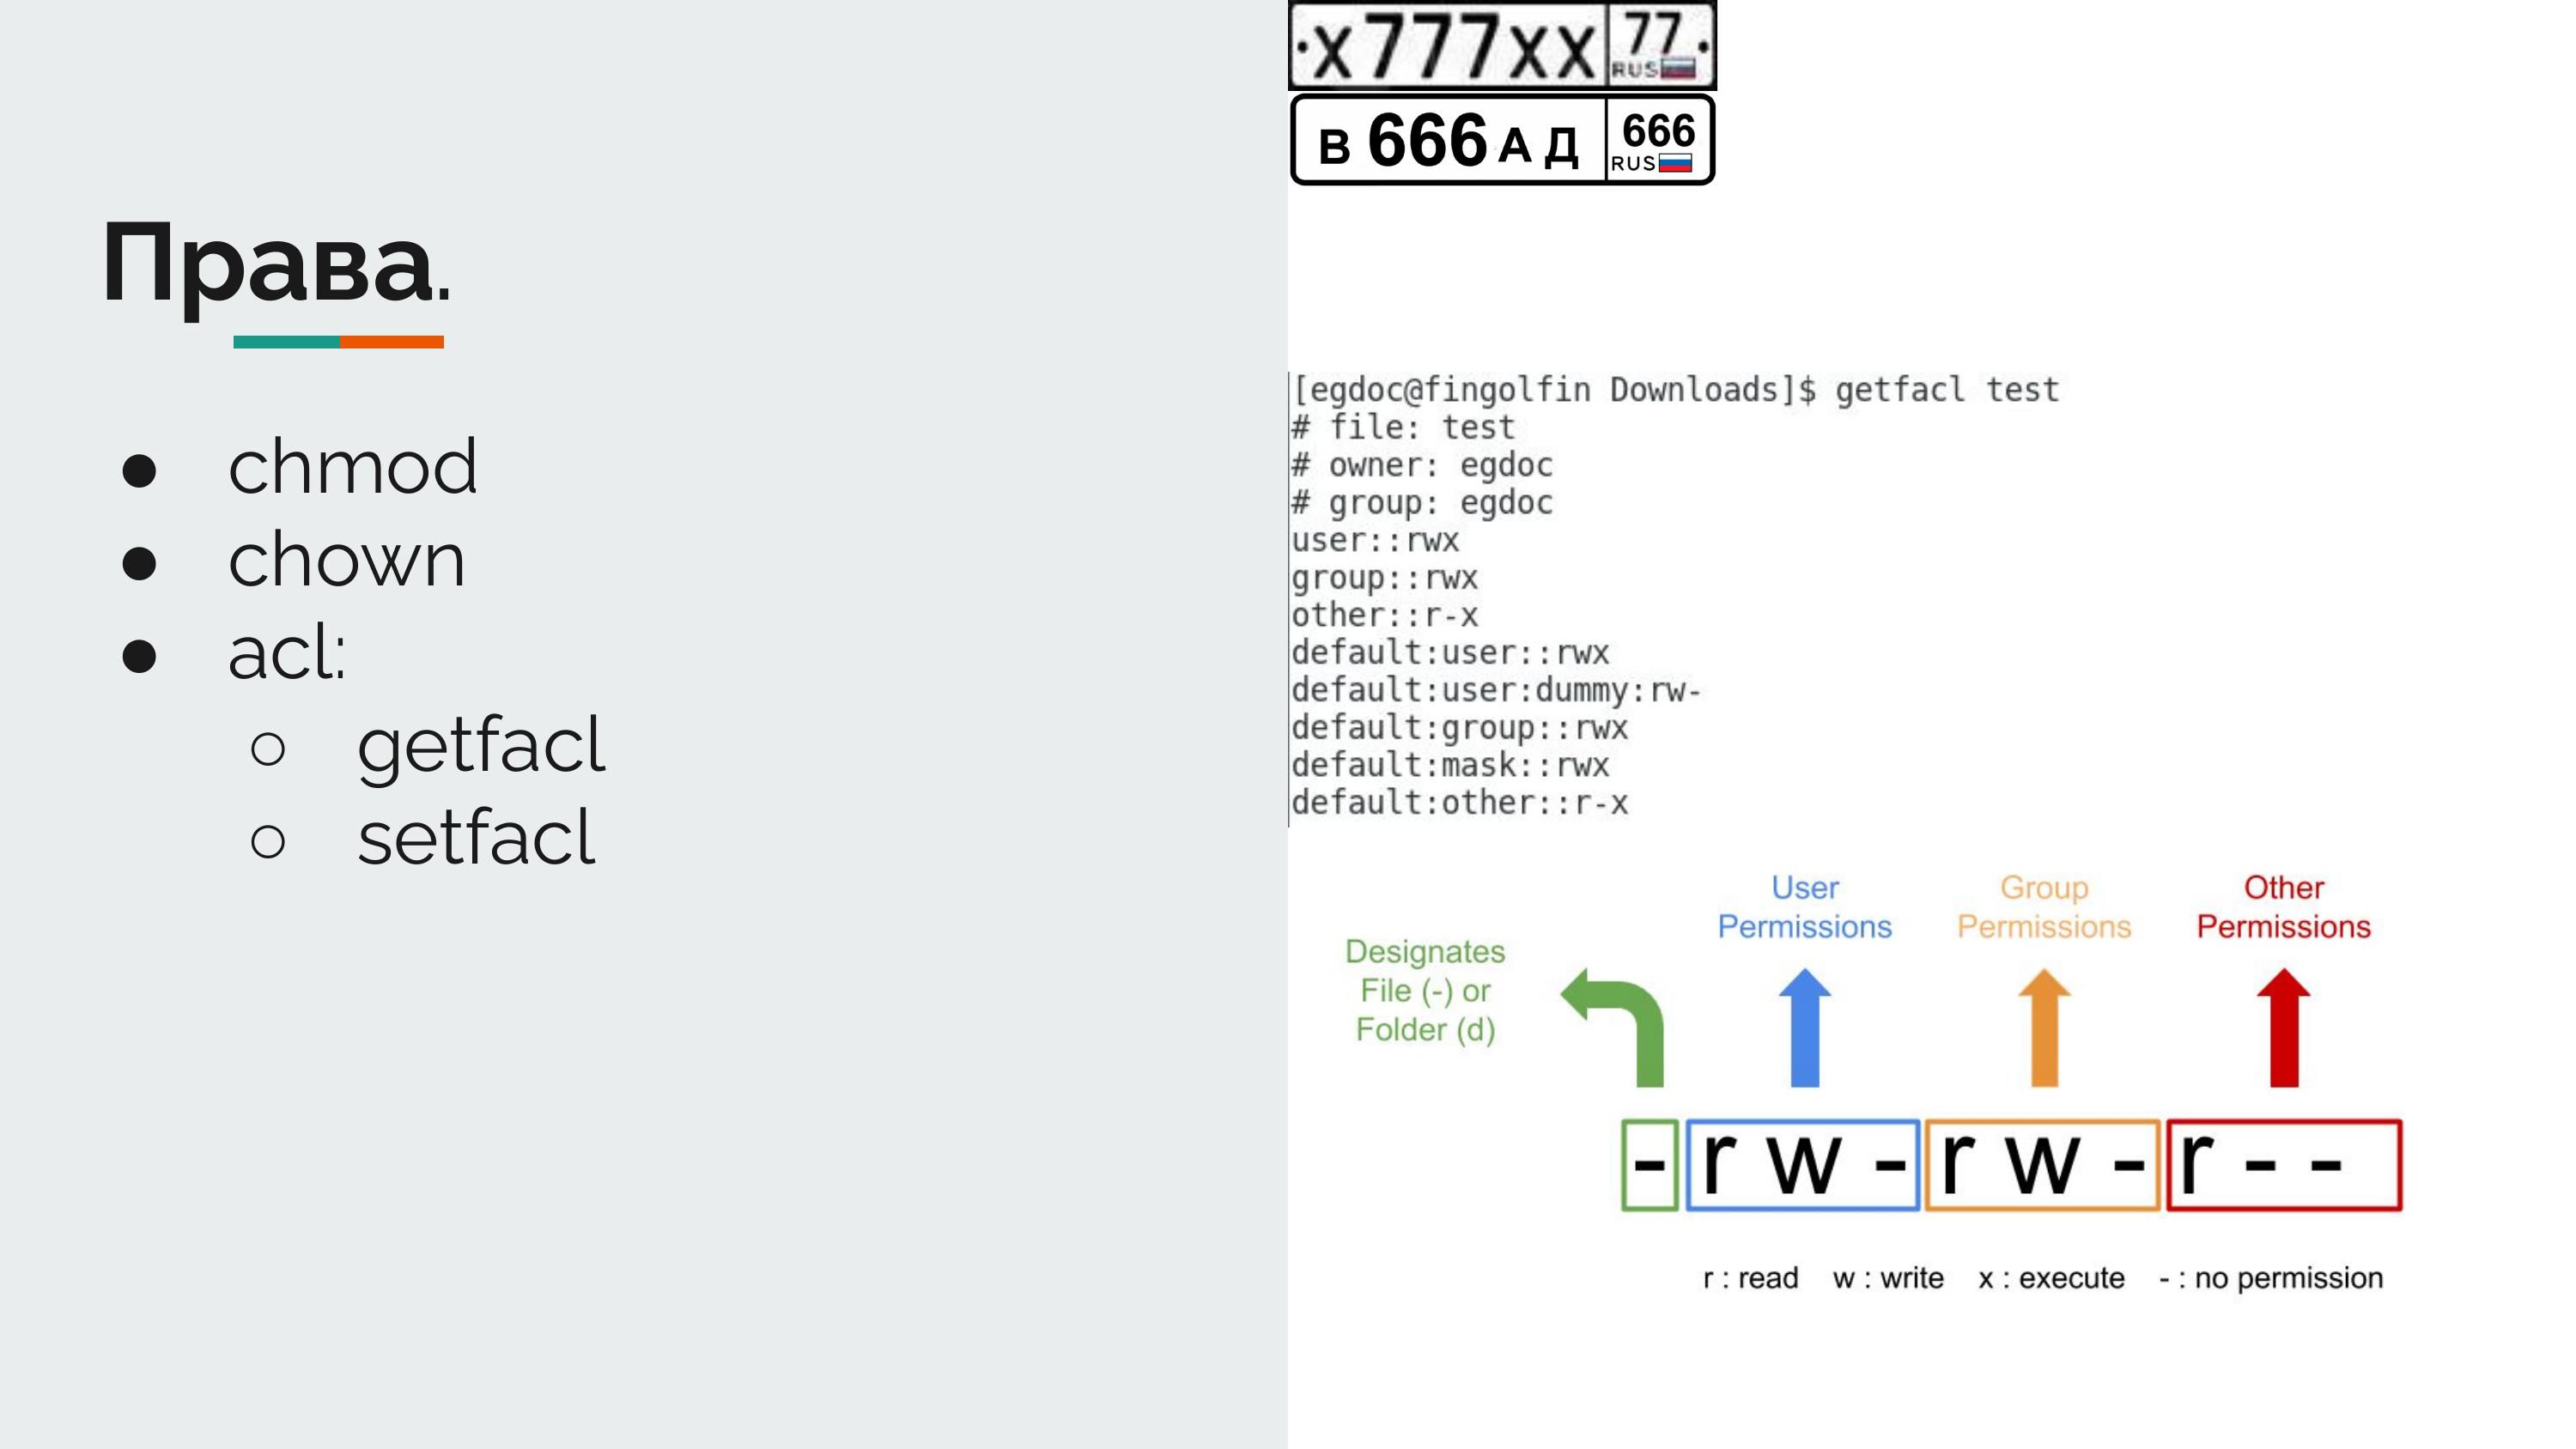 Права.
● chmod
● chown
● acl:
○ getfacl
○ setfacl
·х777хх 77·
RUS
В 666 А Д 666
RUS
[egdoc@fingolfin Downloads]$ getfacl test
# file: test
# owner: egdoc
# group: egdoc
user::rwx
group::rwx
other::r-x
default:user::rwx
default:user:dummy:rw-
default:group::rwx
default:mask::rwx
default:other::r-x
Designates
File (-) or
Folder (d)
User
Permissions
Group
Permissions
Other
Permissions
- r w - r w - r - -
r : read w : write x : execute - : no permission